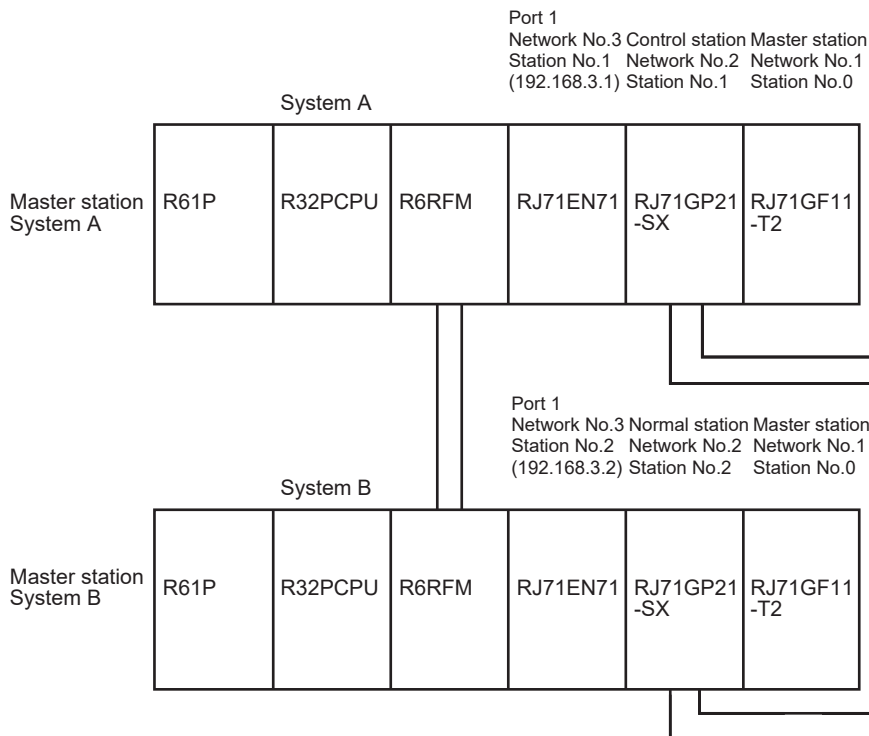 Port 1
Network No.3 Control station Master station
Station No.1 Network No.2 Network No.1
(192.168.3.1) Station No.1 Station No.0
System A
Master station
System A
R61P
R32PCPU
R6RFM
RJ71EN71
RJ71GP21
-SX
RJ71GF11
-T2
Port 1
Network No.3 Normal station Master station
Station No.2 Network No.2 Network No.1
(192.168.3.2) Station No.2 Station No.0
System B
Master station
System B
R61P
R32PCPU
R6RFM
RJ71EN71
RJ71GP21
-SX
RJ71GF11
-T2